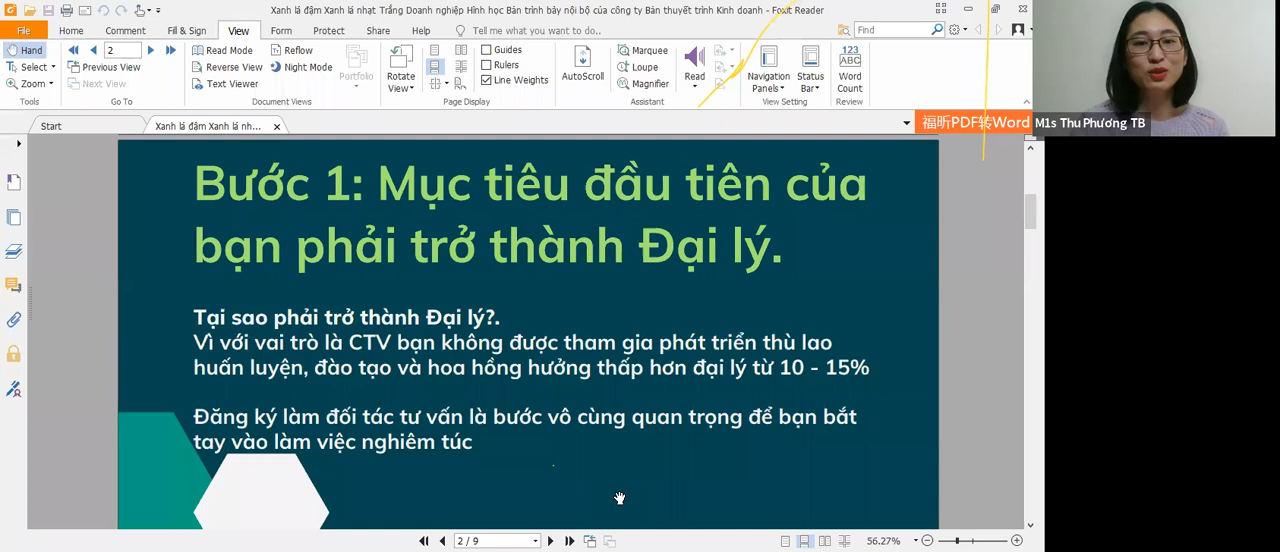 Xanh lá đậm Xanh lá nhạt Trắng Doanh nghiệp Hình học Bản trình bày nội bộ của công ty Bản thuyết trình Kinh doanh - Foxit Reader
File Home Comment Fill & Sign View Form Protect Share Help Tell me what you want to do... Find
Hand 2 Read Mode Reflow Guides Marquee
Select Previous View Reverse View Night Mode Rulers Loupe
Zoom Next View Text Viewer Portfolio Rotate View Line Weights AutoScroll Magnifier Read Navigation Panels Status Bar 123 ABC Word Count
Tools Go To Document Views Page Display Assistant View Setting Review
Start Xanh lá đậm Xanh lá nh... 福昕PDF转Word M1s Thu Phương TB
Bước 1: Mục tiêu đầu tiên của
bạn phải trở thành Đại lý.
Tại sao phải trở thành Đại lý?.
Vì với vai trò là CTV bạn không được tham gia phát triển thù lao
huấn luyện, đào tạo và hoa hồng hưởng thấp hơn đại lý từ 10 - 15%
Đăng ký làm đối tác tư vấn là bước vô cùng quan trọng để bạn bắt
tay vào làm việc nghiêm túc
2 / 9 56.27%